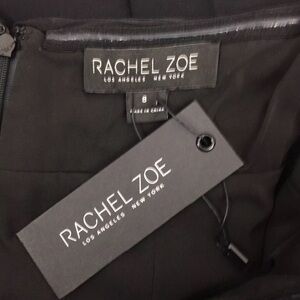 RACHEL ZOE
LOS ANGELES NEW YORK
8
MADE IN CHINA
RACHEL ZOE
LOS ANGELES NEW YORK